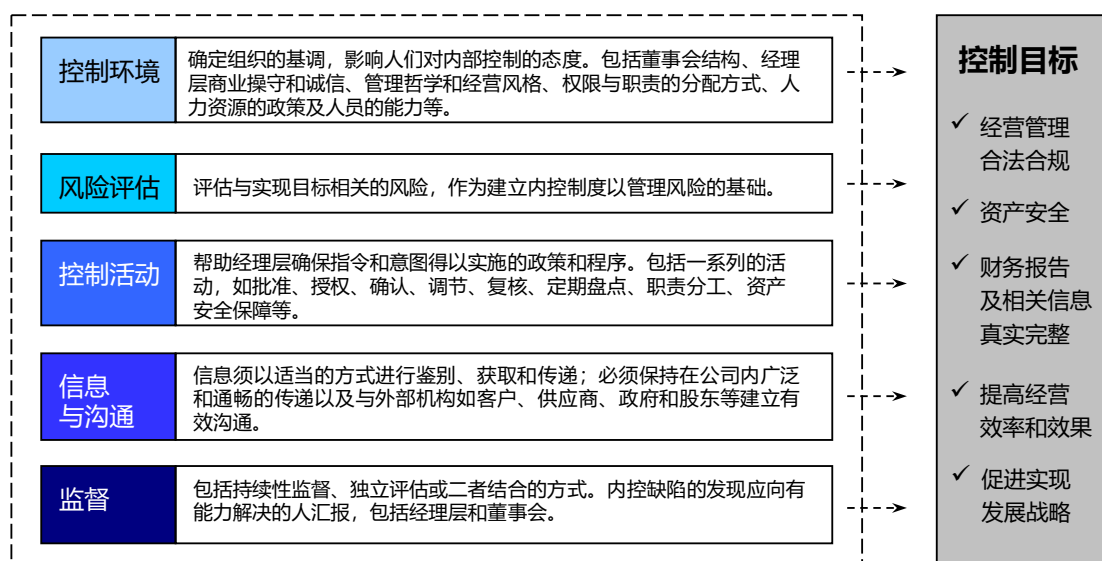 控制环境
确定组织的基调，影响人们对内部控制的态度。包括董事会结构、经理
层商业操守和诚信、管理哲学和经营风格、权限与职责的分配方式、人
力资源的政策及人员的能力等。
风险评估
评估与实现目标相关的风险，作为建立内控制度以管理风险的基础。
控制活动
帮助经理层确保指令和意图得以实施的政策和程序。包括一系列的活
动，如批准、授权、确认、调节、复核、定期盘点、职责分工、资产
安全保障等。
信息
与沟通
信息须以适当的方式进行鉴别、获取和传递；必须保持在公司内广泛
和通畅的传递以及与外部机构如客户、供应商、政府和股东等建立有
效沟通。
监督
包括持续性监督、独立评估或二者结合的方式。内控缺陷的发现应向有
能力解决的人汇报，包括经理层和董事会。
控制目标
✓ 经营管理
合法合规
✓ 资产安全
✓ 财务报告
及相关信息
真实完整
✓ 提高经营
效率和效果
✓ 促进实现
发展战略